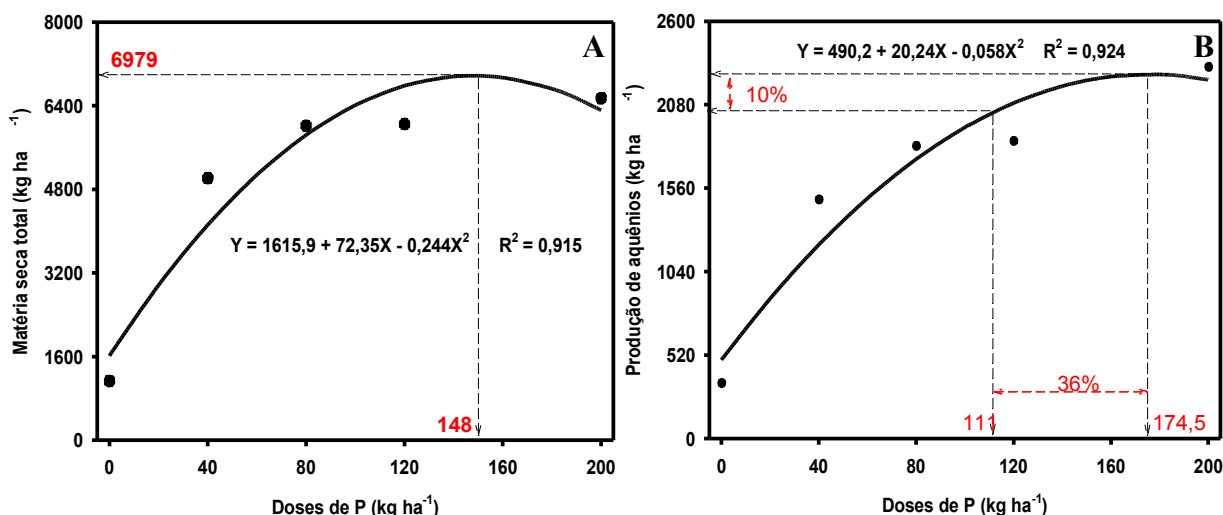 8000
6400
4800
3200
1600
0
Matéria seca total (kg ha -1)
A
6979
Y = 1615,9 + 72,35X - 0,244X² R² = 0,915
148
0 40 80 120 160 200
Doses de P (kg ha-1)
2600
2080
1560
1040
520
0
Produção de aquênios (kg ha -1)
Y = 490,2 + 20,24X - 0,058X² R² = 0,924
B
10%
36%
111
174,5
0 40 80 120 160 200
Doses de P (kg ha-1)